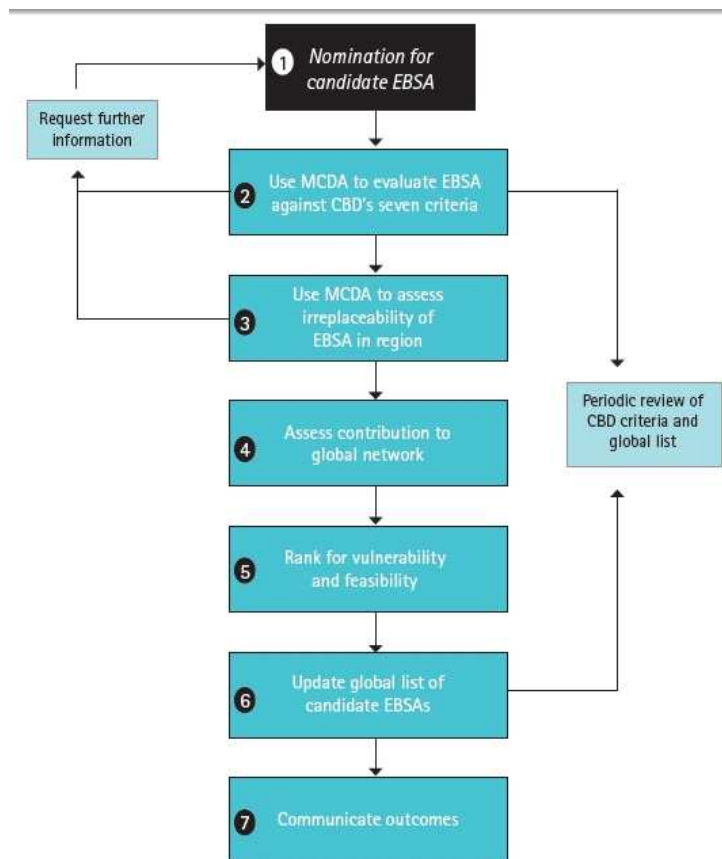 1
Nomination for
candidate EBSA
Request further
information
2
Use MCDA to evaluate EBSA
against CBD's seven criteria
3
Use MCDA to assess
irreplaceability of
EBSA in region
Periodic review of
CBD criteria and
global list
4
Assess contribution to
global network
5
Rank for vulnerability
and feasibility
6
Update global list of
candidate EBSAs
7
Communicate outcomes